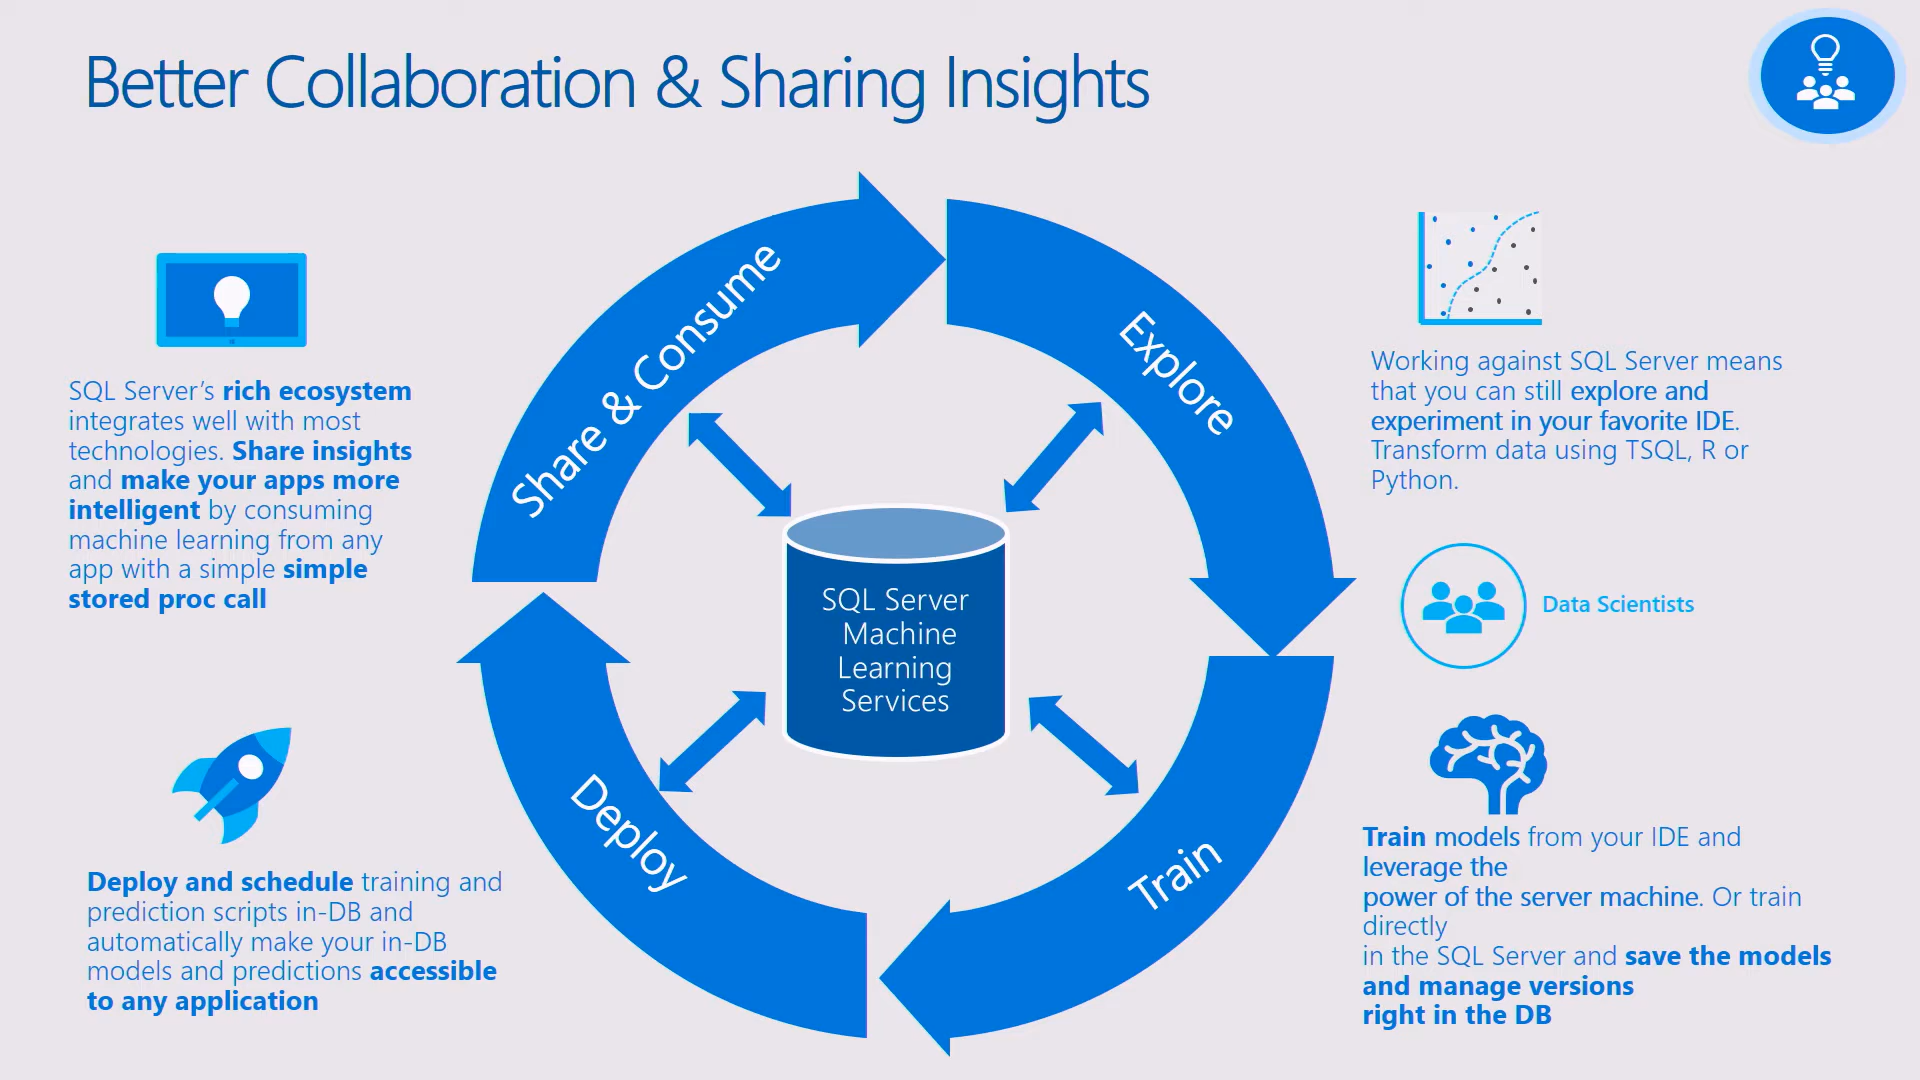 Better Collaboration & Sharing Insights
Share & Consume
Explore
Train
Deploy
SQL Server
Machine
Learning
Services
SQL Server’s rich ecosystem
integrates well with most
technologies. Share insights
and make your apps more
intelligent by consuming
machine learning from any
app with a simple simple
stored proc call
Working against SQL Server means
that you can still explore and
experiment in your favorite IDE.
Transform data using TSQL, R or
Python.
Data Scientists
Train models from your IDE and
leverage the
power of the server machine. Or train
directly
in the SQL Server and save the models
and manage versions
right in the DB
Deploy and schedule training and
prediction scripts in-DB and
automatically make your in-DB
models and predictions accessible
to any application